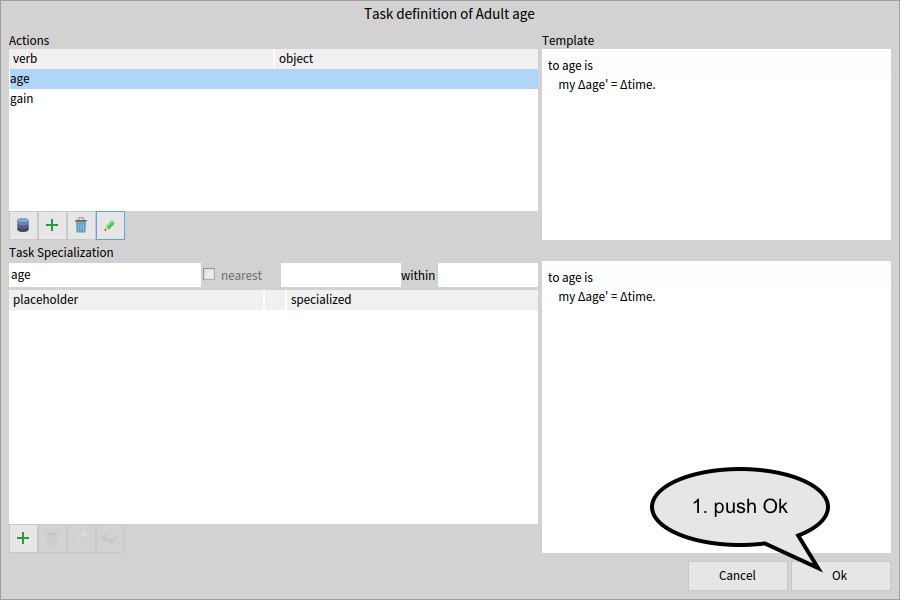 Task definition of Adult age
Actions
verb object
age
gain
Template
to age is
my Δage' = Δtime.
Task Specialization
age nearest within
placeholder specialized
to age is
my Δage' = Δtime.
1. push Ok
Cancel Ok